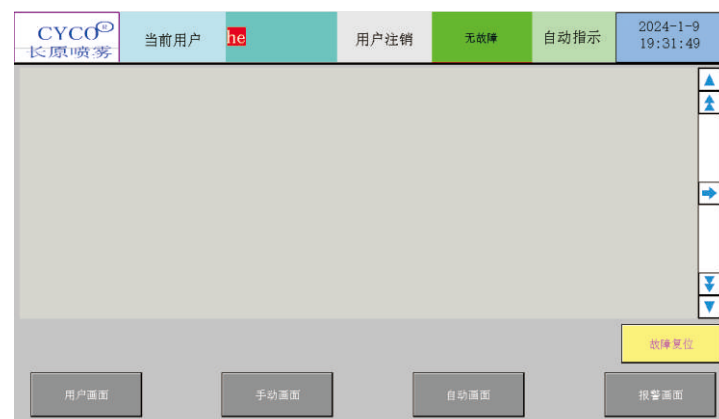 CYCO®
长原喷雾
当前用户
he
用户注销
无故障
自动指示
2024-1-9
19:31:49
故障复位
用户画面
手动画面
自动画面
报警画面